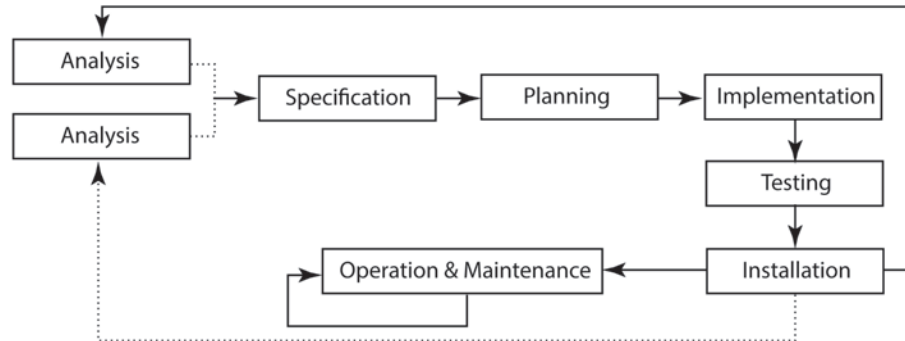 Analysis
Analysis
Specification
Planning
Implementation
Testing
Operation & Maintenance
Installation